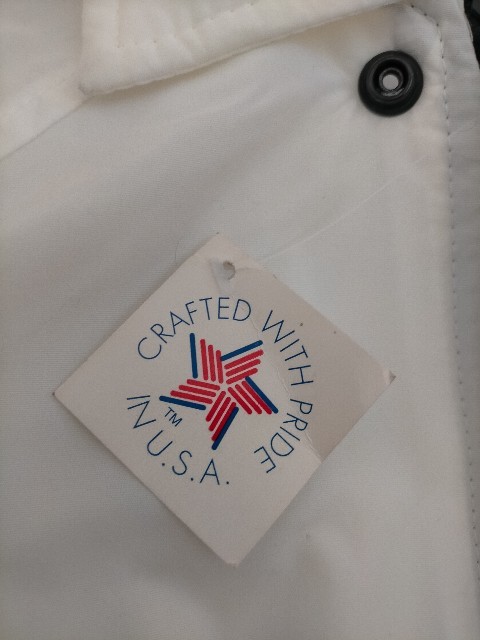 CRAFTED WITH PRIDE
IN U.S.A.
TM